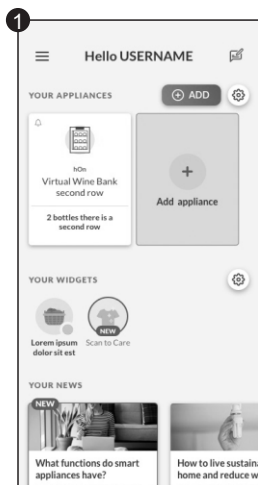 1
Hello USERNAME
YOUR APPLIANCES
ADD
hOn
Virtual Wine Bank
second row
2 bottles there is a
second row
Add appliance
YOUR WIDGETS
NEW
Lorem ipsum
dolor sit est
Scan to Care
YOUR NEWS
NEW
What functions do smart
appliances have?
How to live sustaina
home and reduce w